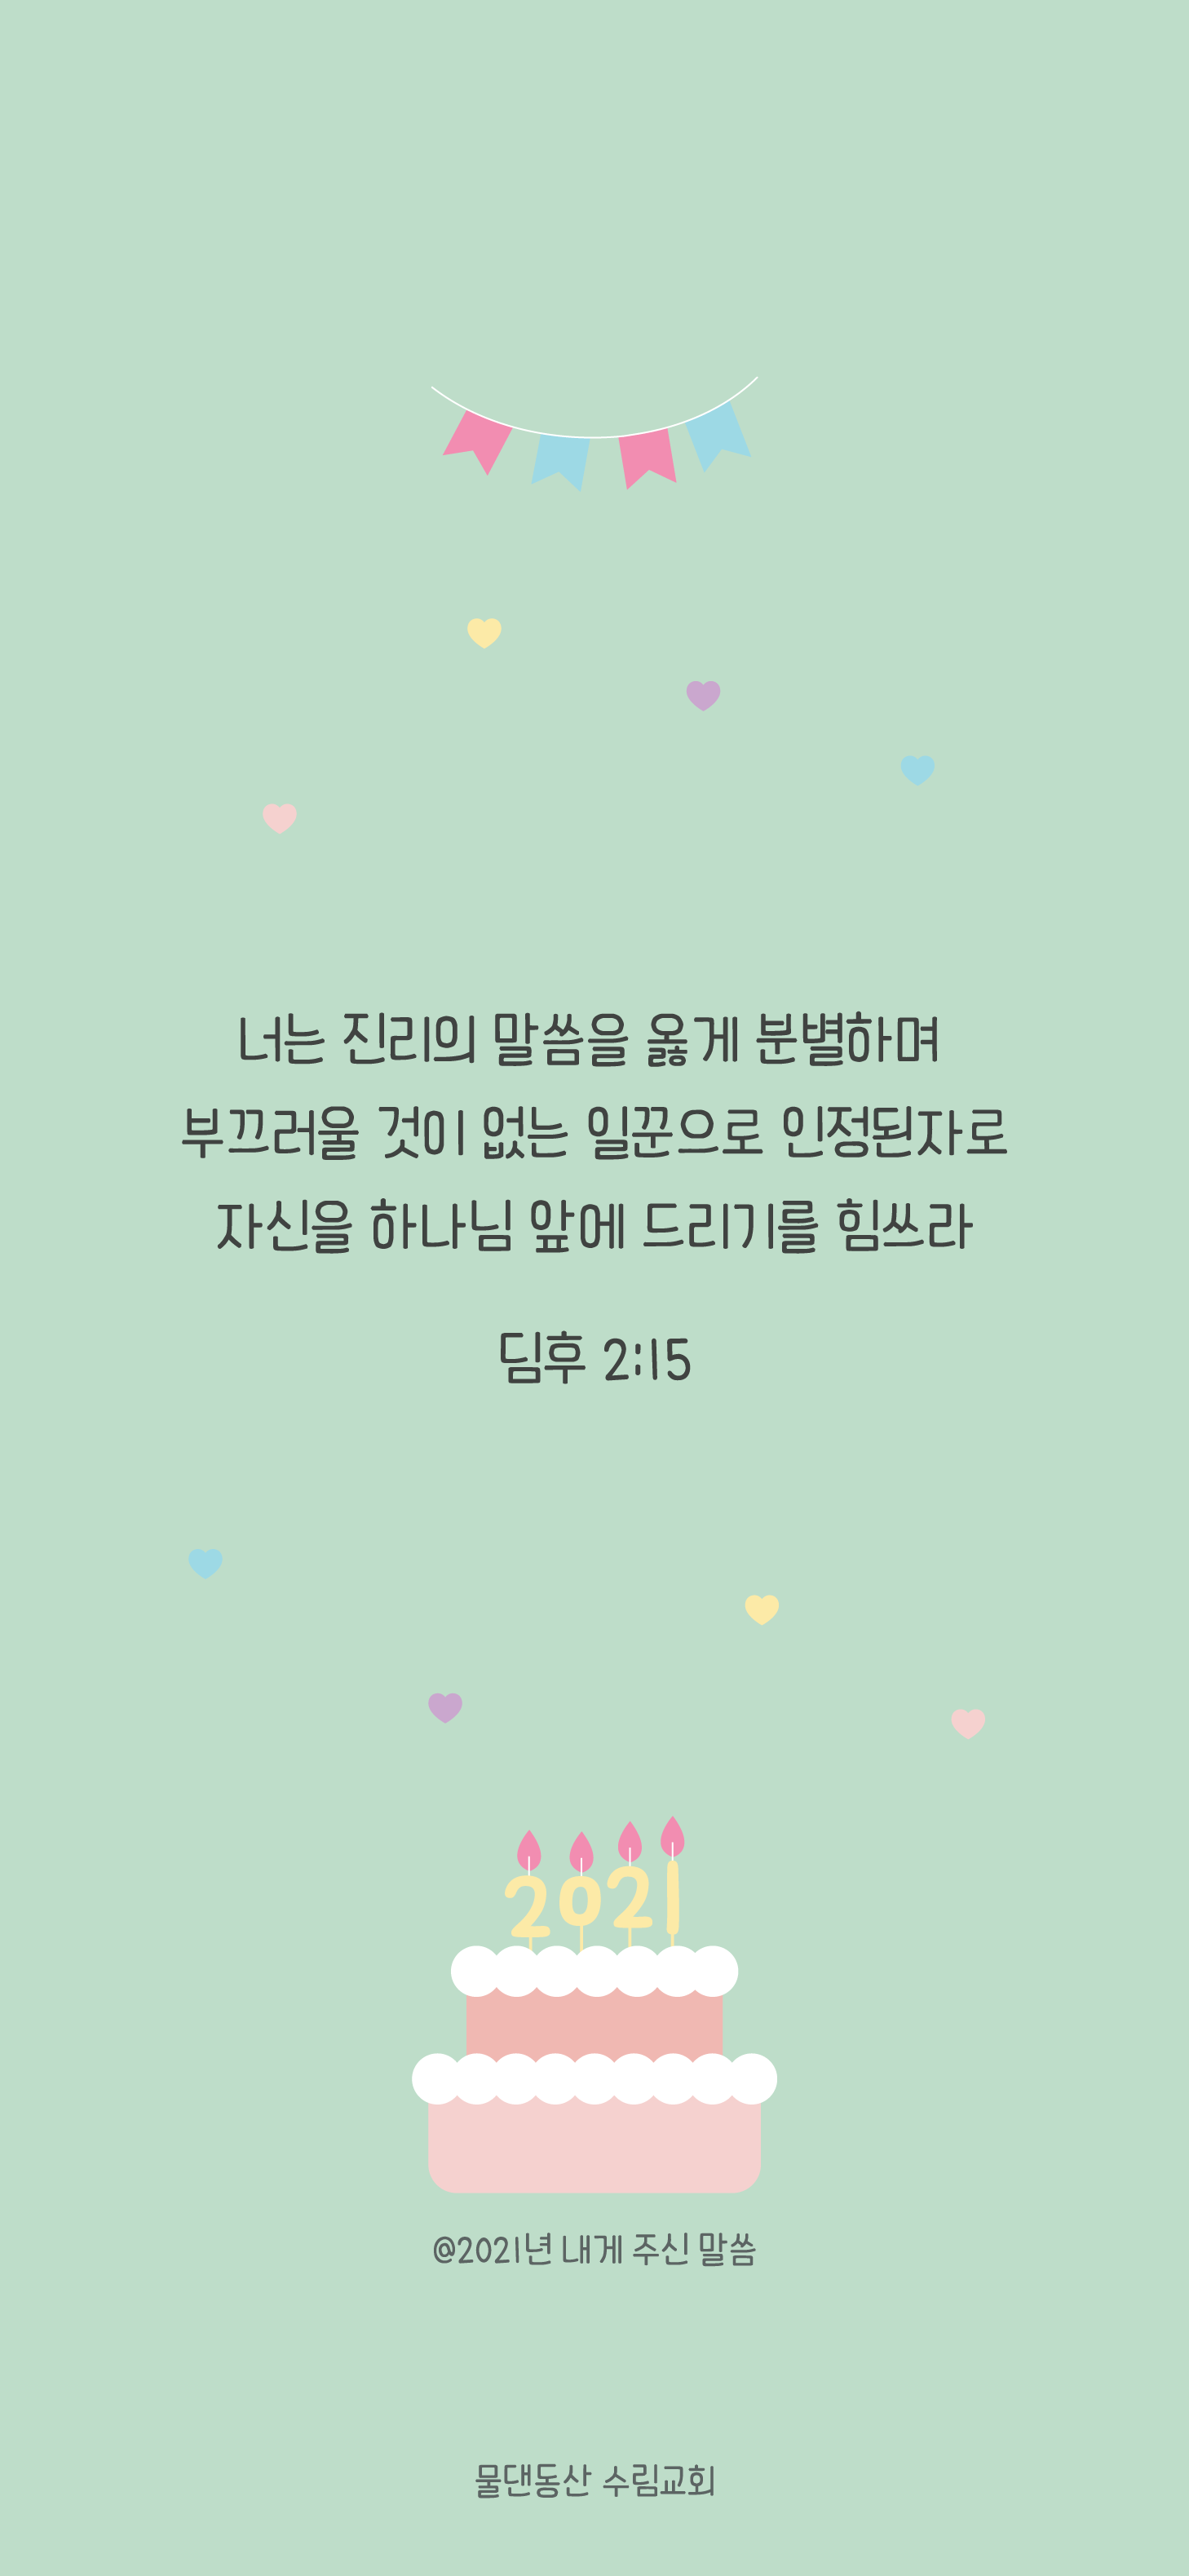 너는 진리의 말씀을 옳게 분별하며
부끄러울 것이 없는 일꾼으로 인정된자로
자신을 하나님 앞에 드리기를 힘쓰라
딤후 2:15
2021
@2021년 내게 주신 말씀
물댄동산 수림교회